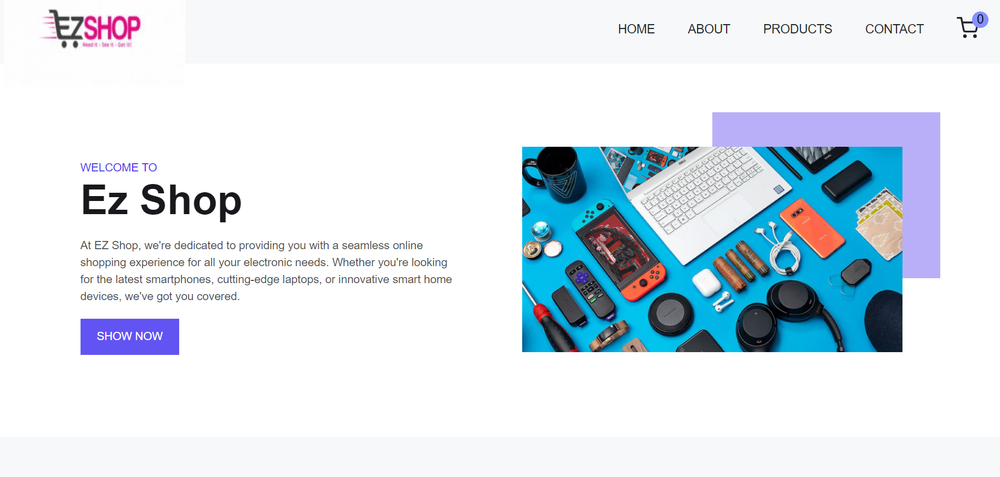 EZSHOP
Need it - See it - Get it!
HOME
ABOUT
PRODUCTS
CONTACT
0
WELCOME TO
Ez Shop
At EZ Shop, we're dedicated to providing you with a seamless online
shopping experience for all your electronic needs. Whether you're looking
for the latest smartphones, cutting-edge laptops, or innovative smart home
devices, we've got you covered.
SHOW NOW
DELL